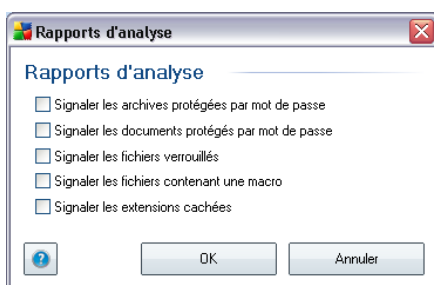 Rapports d'analyse
Rapports d'analyse
Signaler les archives protégées par mot de passe
Signaler les documents protégés par mot de passe
Signaler les fichiers verrouillés
Signaler les fichiers contenant une macro
Signaler les extensions cachées
? OK Annuler